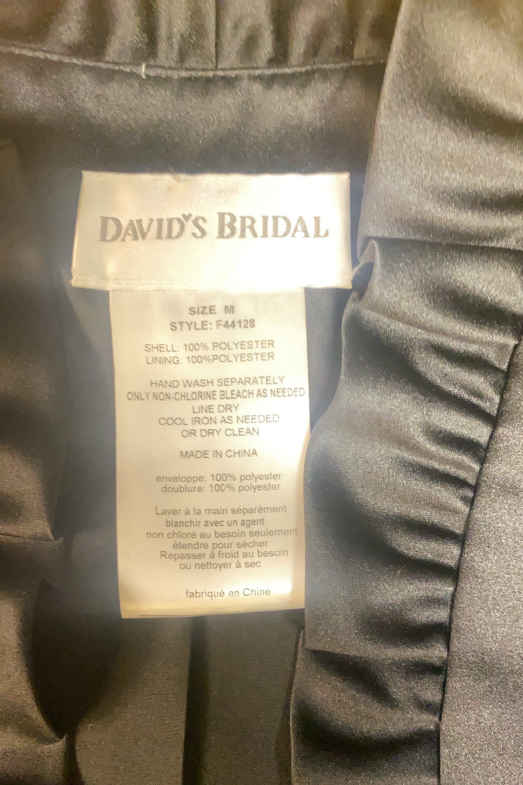 DAVID'S BRIDAL
SIZE M
STYLE: F44128
SHELL: 100% POLYESTER
LINING: 100%POLYESTER
HAND WASH SEPARATELY
ONLY NON-CHLORINE BLEACH AS NEEDED
LINE DRY
COOL IRON AS NEEDED
OR DRY CLEAN
MADE IN CHINA
enveloppe: 100% polyester
doublure: 100% polyester
Laver à la main séparément
blanchir avec un agent
non chloré au besoin seulement
étendre pour sécher
Repasser à froid au besoin
ou nettoyer à sec
fabriqué en Chine